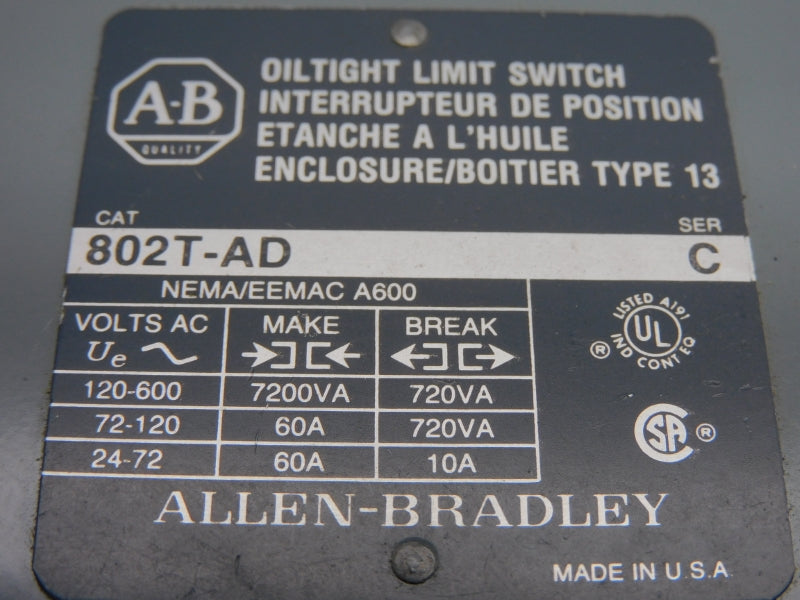 A-B
QUALITY
OILTIGHT LIMIT SWITCH
INTERRUPTEUR DE POSITION
ETANCHE A L'HUILE
ENCLOSURE/BOITIER TYPE 13
CAT SER
802T-AD C
NEMA/EEMAC A600
VOLTS AC MAKE BREAK
Ue
120-600 7200VA 720VA
72-120 60A 720VA
24-72 60A 10A
LISTED A191
UL ®
IND CONT EQ
SA ®
ALLEN-BRADLEY
MADE IN U.S.A.